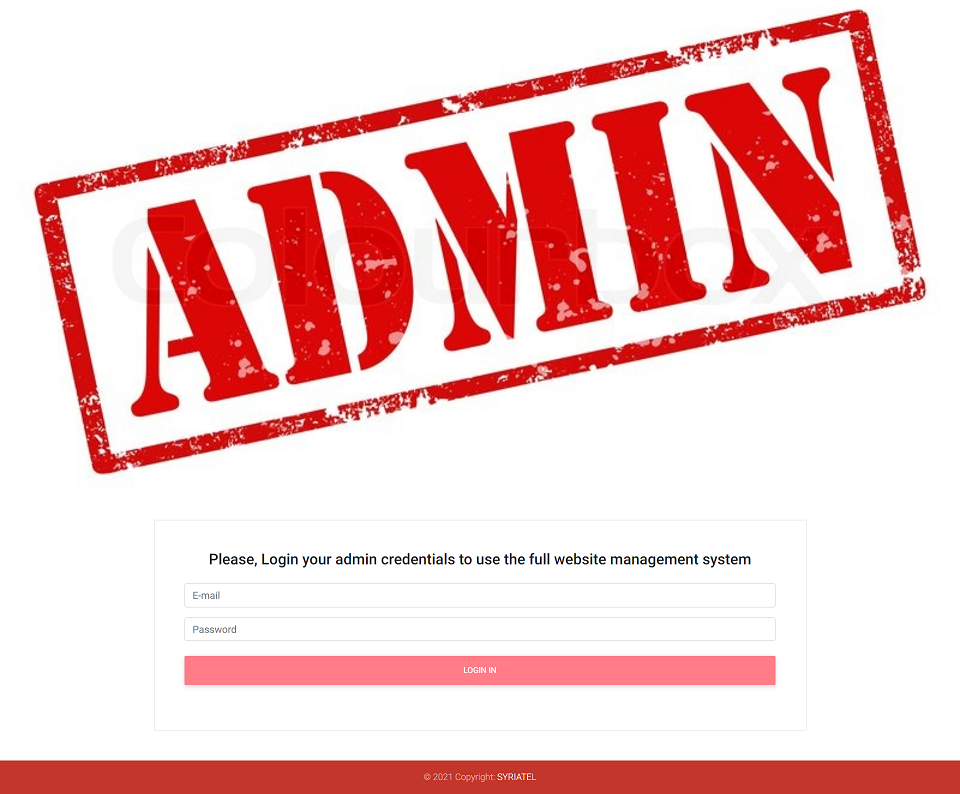 ADMIN
Colourbox
Please, Login your admin credentials to use the full website management system
E-mail
Password
LOGIN IN
© 2021 Copyright: SYRIATEL